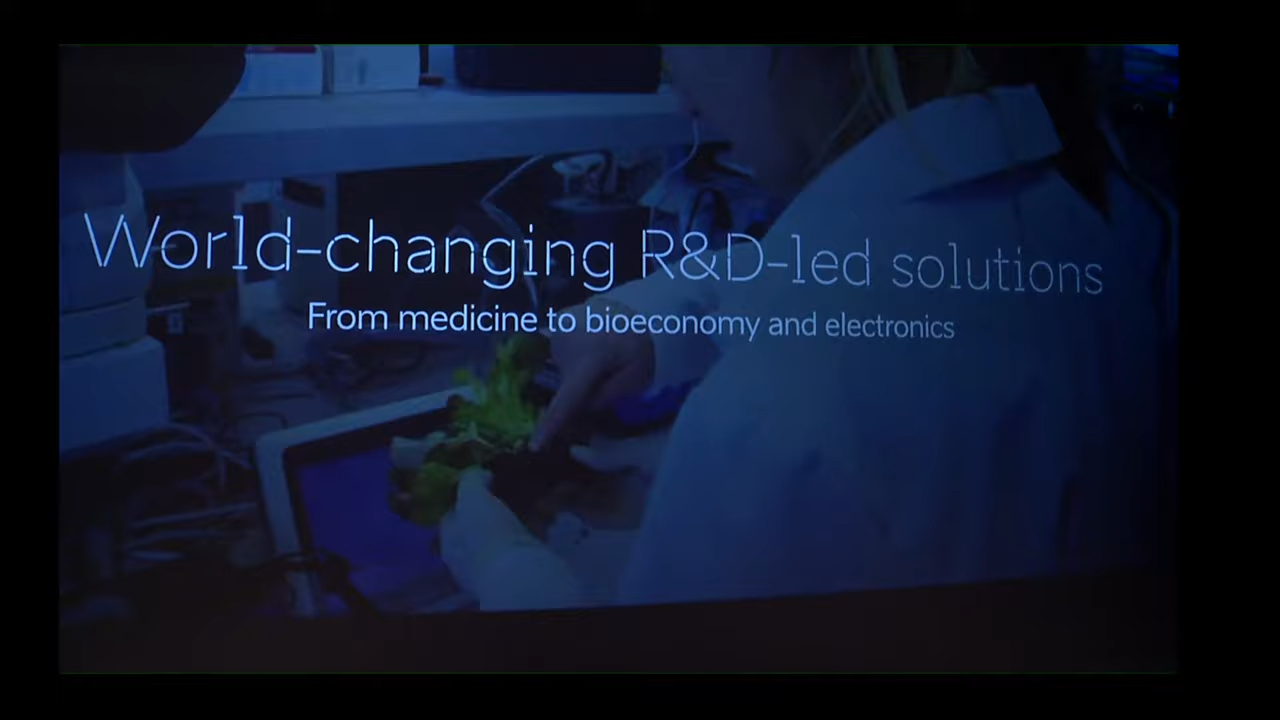 World-changing R&D-led solutions
From medicine to bioeconomy and electronics